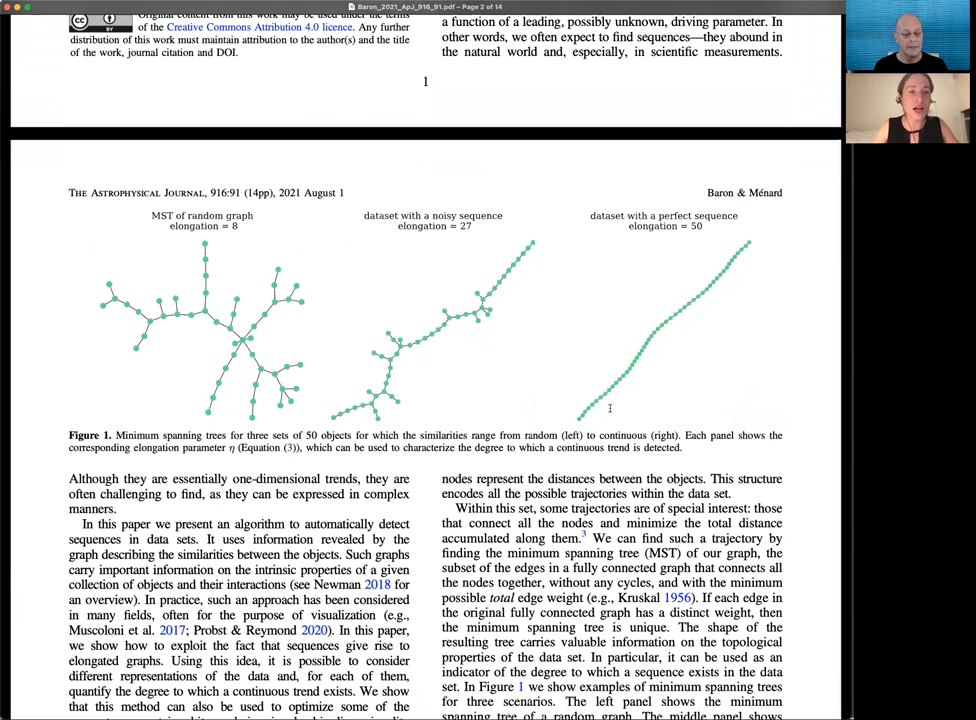 Baron_2021_ApJ_916_91.pdf – Page 2 of 14
Original content from this work may be used under the terms
of the Creative Commons Attribution 4.0 licence. Any further
distribution of this work must maintain attribution to the author(s) and the title
of the work, journal citation and DOI.
cc
BY
a function of a leading, possibly unknown, driving parameter. In
other words, we often expect to find sequences—they abound in
the natural world and, especially, in scientific measurements.
1
THE ASTROPHYSICAL JOURNAL, 916:91 (14pp), 2021 August 1
Baron & Ménard
MST of random graph
elongation = 8
dataset with a noisy sequence
elongation = 27
dataset with a perfect sequence
elongation = 50
Figure 1. Minimum spanning trees for three sets of 50 objects for which the similarities range from random (left) to continuous (right). Each panel shows the
corresponding elongation parameter η (Equation (3)), which can be used to characterize the degree to which a continuous trend is detected.
Although they are essentially one-dimensional trends, they are
often challenging to find, as they can be expressed in complex
manners.
In this paper we present an algorithm to automatically detect
sequences in data sets. It uses information revealed by the
graph describing the similarities between the objects. Such graphs
carry important information on the intrinsic properties of a given
collection of objects and their interactions (see Newman 2018 for
an overview). In practice, such an approach has been considered
in many fields, often for the purpose of visualization (e.g.,
Muscoloni et al. 2017; Probst & Reymond 2020). In this paper,
we show how to exploit the fact that sequences give rise to
elongated graphs. Using this idea, it is possible to consider
different representations of the data and, for each of them,
quantify the degree to which a continuous trend exists. We show
that this method can also be used to optimize some of the
nodes represent the distances between the objects. This structure
encodes all the possible trajectories within the data set.
Within this set, some trajectories are of special interest: those
that connect all the nodes and minimize the total distance
accumulated along them.3 We can find such a trajectory by
finding the minimum spanning tree (MST) of our graph, the
subset of the edges in a fully connected graph that connects all
the nodes together, without any cycles, and with the minimum
possible total edge weight (e.g., Kruskal 1956). If each edge in
the original fully connected graph has a distinct weight, then
the minimum spanning tree is unique. The shape of the
resulting tree carries valuable information on the topological
properties of the data set. In particular, it can be used as an
indicator of the degree to which a sequence exists in the data
set. In Figure 1 we show examples of minimum spanning trees
for three scenarios. The left panel shows the minimum
spanning tree of a random graph. The middle panel shows